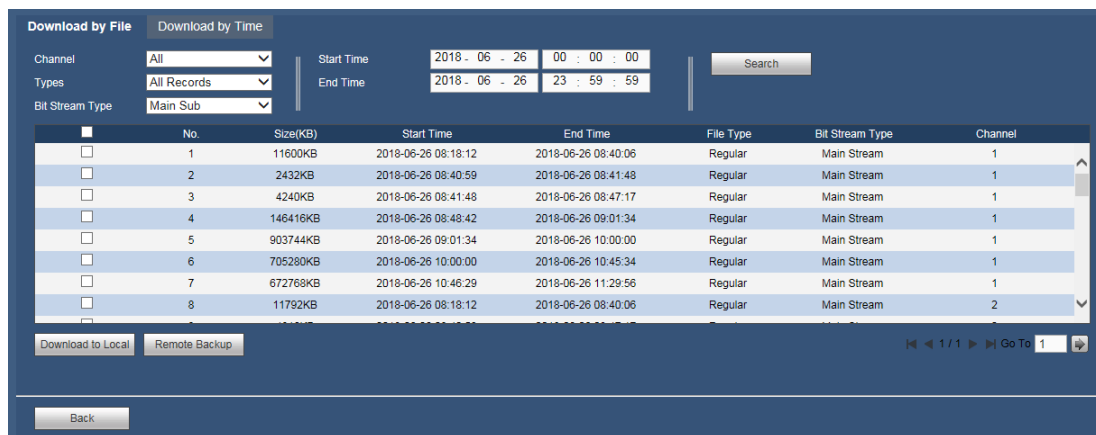 Download by File Download by Time
Channel All Start Time 2018 - 06 - 26 00 : 00 : 00 Search
Types All Records End Time 2018 - 06 - 26 23 : 59 : 59
Bit Stream Type Main Sub
No. Size(KB) Start Time End Time File Type Bit Stream Type Channel
1 11600KB 2018-06-26 08:18:12 2018-06-26 08:40:06 Regular Main Stream 1
2 2432KB 2018-06-26 08:40:59 2018-06-26 08:41:48 Regular Main Stream 1
3 4240KB 2018-06-26 08:41:48 2018-06-26 08:47:17 Regular Main Stream 1
4 146416KB 2018-06-26 08:48:42 2018-06-26 09:01:34 Regular Main Stream 1
5 903744KB 2018-06-26 09:01:34 2018-06-26 10:00:00 Regular Main Stream 1
6 705280KB 2018-06-26 10:00:00 2018-06-26 10:45:34 Regular Main Stream 1
7 672768KB 2018-06-26 10:46:29 2018-06-26 11:29:56 Regular Main Stream 1
8 11792KB 2018-06-26 08:18:12 2018-06-26 08:40:06 Regular Main Stream 2
Download to Local Remote Backup 1 / 1 Go To 1
Back